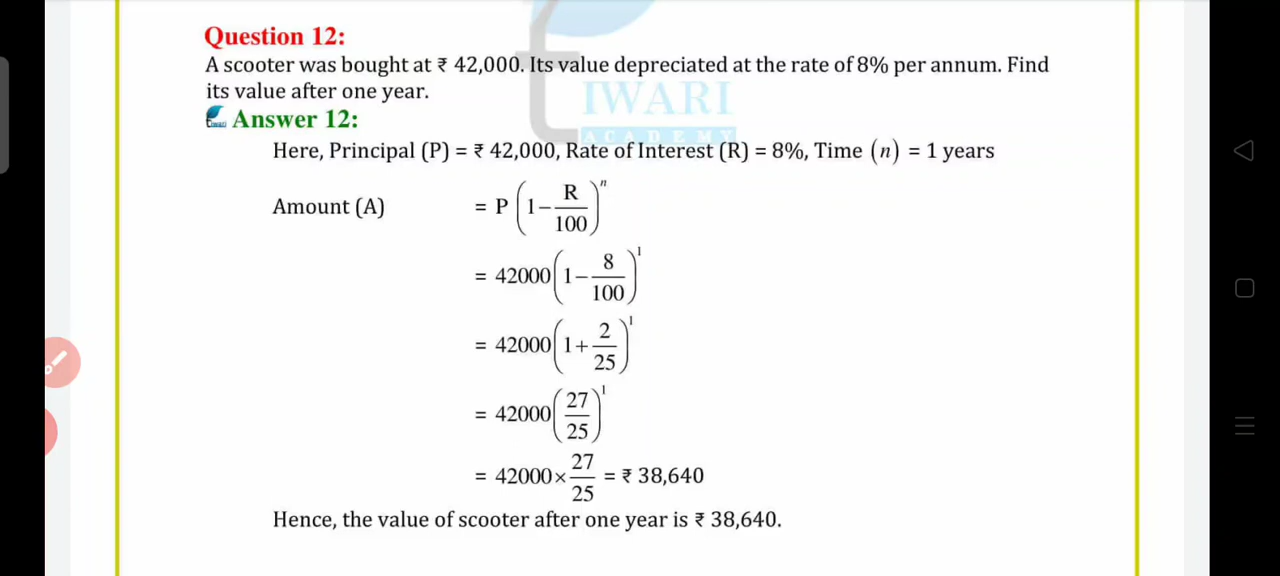 Question 12:
A scooter was bought at ₹ 42,000. Its value depreciated at the rate of 8% per annum. Find
its value after one year.
IWARI
ACADEMY
Answer 12:
Here, Principal (P) = ₹ 42,000, Rate of Interest (R) = 8%, Time (n) = 1 years
Amount (A) = P(1 − R/100)^n
= 42000(1 − 8/100)^1
= 42000(1 + 2/25)^1
= 42000(27/25)^1
= 42000 × 27/25 = ₹ 38,640
Hence, the value of scooter after one year is ₹ 38,640.